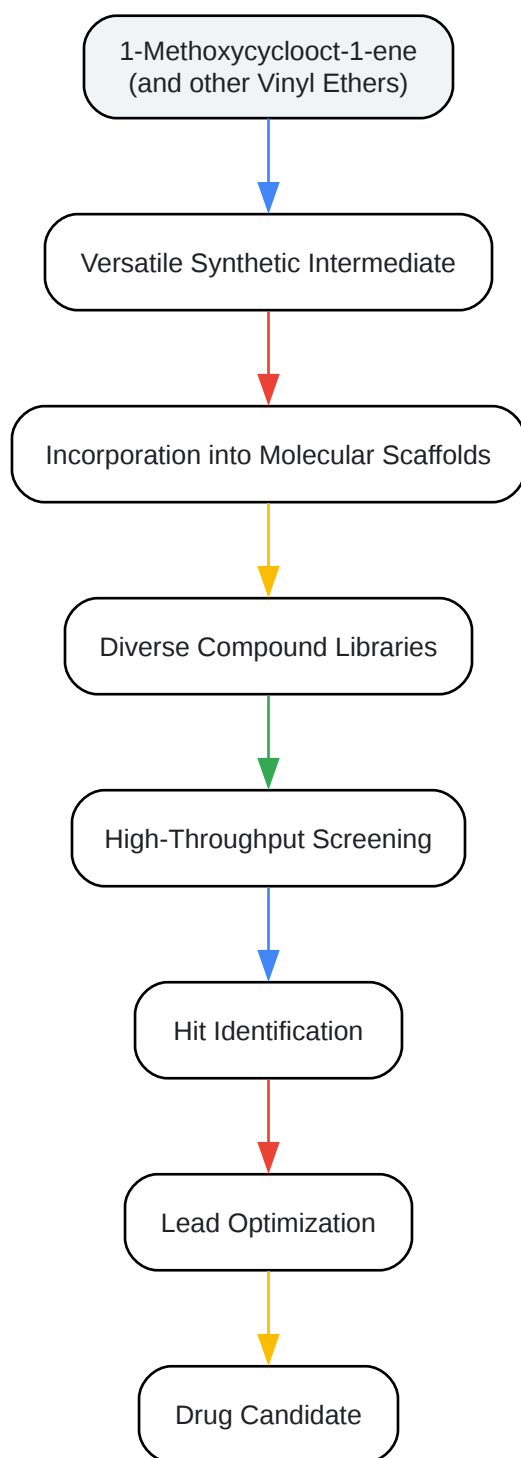 1-Methoxycyclooct-1-ene
(and other Vinyl Ethers)
Versatile Synthetic Intermediate
Incorporation into Molecular Scaffolds
Diverse Compound Libraries
High-Throughput Screening
Hit Identification
Lead Optimization
Drug Candidate